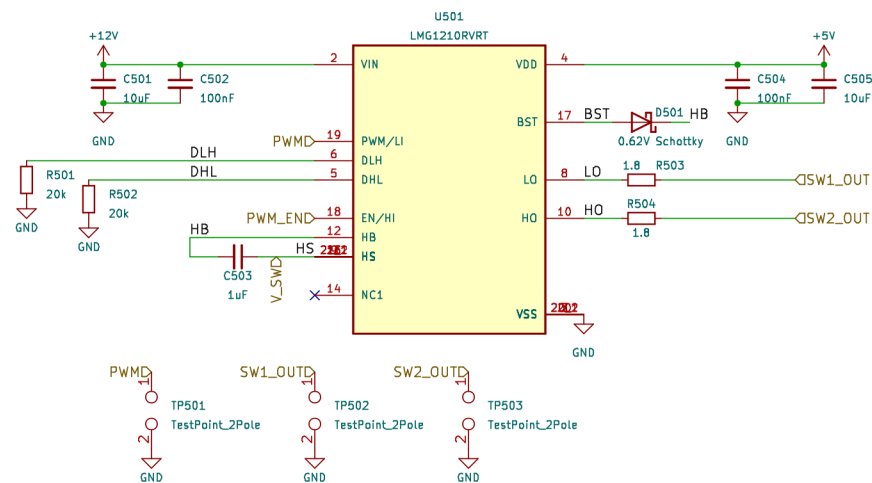 U501
LMG1210RVRT
+12V
+5V
2 VIN
VDD 4
C501
10uF
C502
100nF
C504
100nF
C505
10uF
GND
GND
17
BST
BST
D501
HB
0.62V Schottky
PWM
19
PWM/LI
DLH
6
DLH
DHL
5
DHL
R501
20k
R502
20k
GND
GND
LO
8
LO
1.8
R503
SW1_OUT
PWM_EN
18
EN/HI
HO
10
HO
R504
1.8
SW2_OUT
HB
12
HB
HS
HS
C503
1uF
V_SW
14
NC1
VSS
GND
PWM
1
TP501
TestPoint_2Pole
2
GND
SW1_OUT
1
TP502
TestPoint_2Pole
2
GND
SW2_OUT
1
TP503
TestPoint_2Pole
2
GND